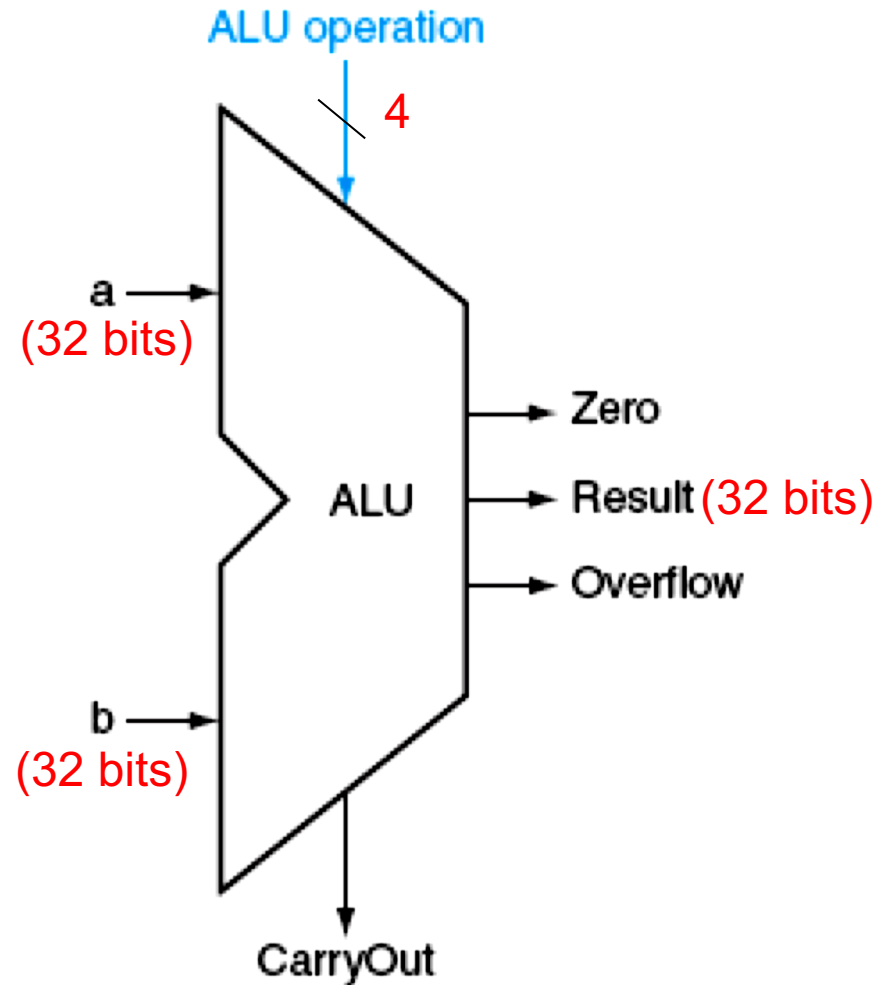 ALU operation
4
a
(32 bits)
Zero
ALU
Result (32 bits)
Overflow
b
(32 bits)
CarryOut